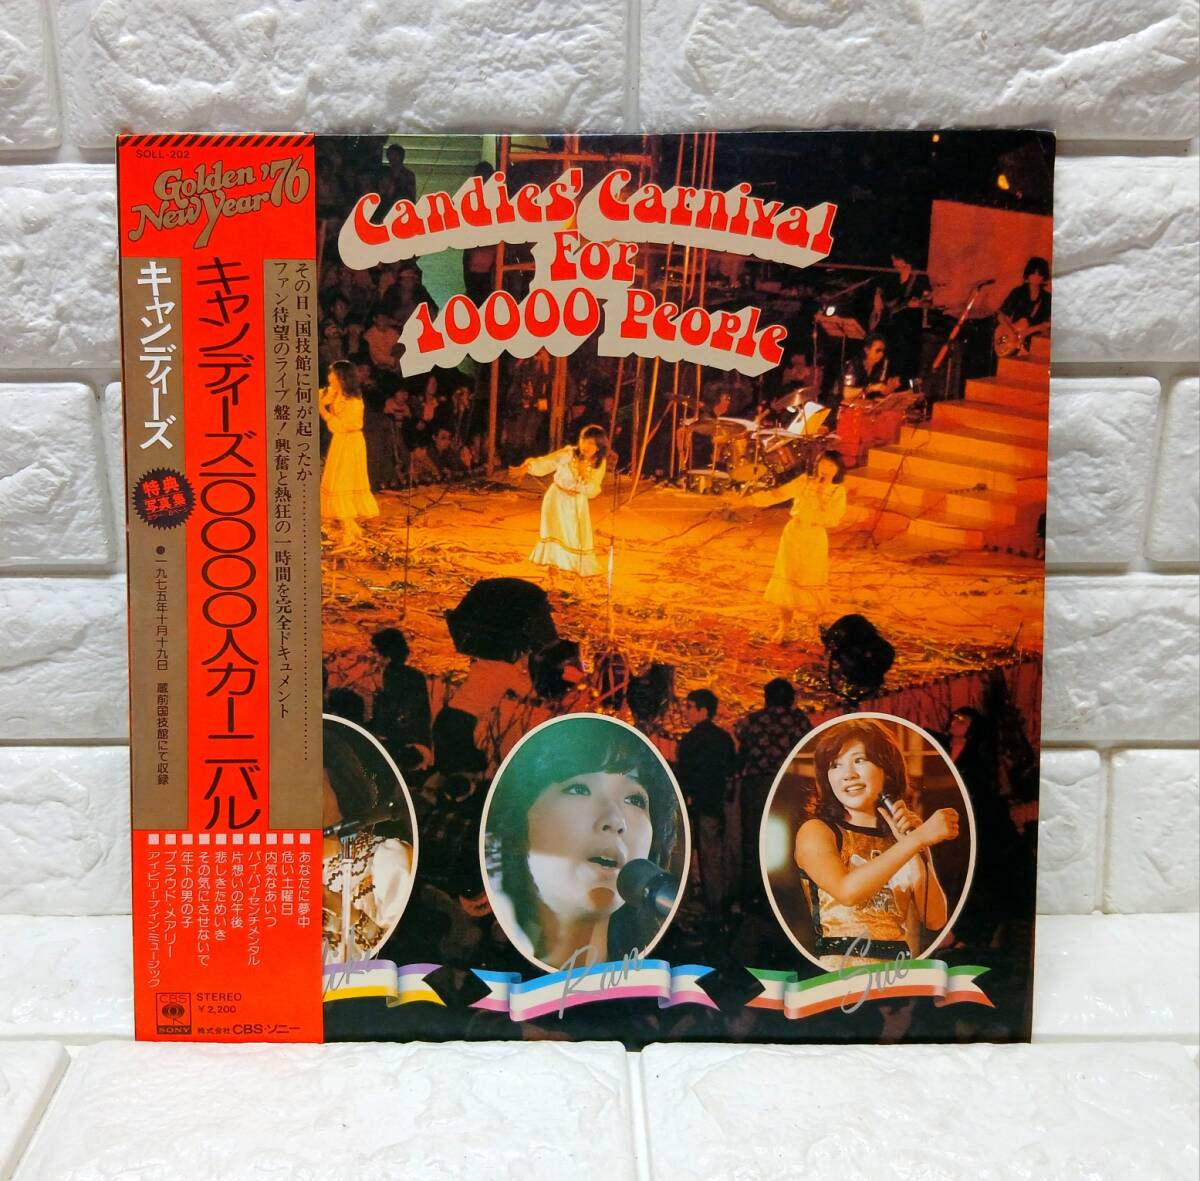 SOLL-202
Golden '76
New Year
キャンディーズ
キャンディーズ一〇〇〇〇人カーニバル
その日、国技館に何が起ったか…………………………
ファン待望のライブ盤！興奮と熱狂の一時間を完全ドキュメント
特典
写真集
●一九七五年十月十九日 蔵前国技館にて収録
■あなたに夢中
■危い土曜日
■内気なあいつ
■バイ・バイ・センチメンタル
■片想いの午後
■悲しきためいき
■その気にさせないで
■年下の男の子
■プラウド・メアリー
■アイ・ビリーブ・イン・ミュージック
CBS
SONY
STEREO
¥2,200
株式会社CBS・ソニー
Candies' Carnival
For
10000 People
Ran
Sue